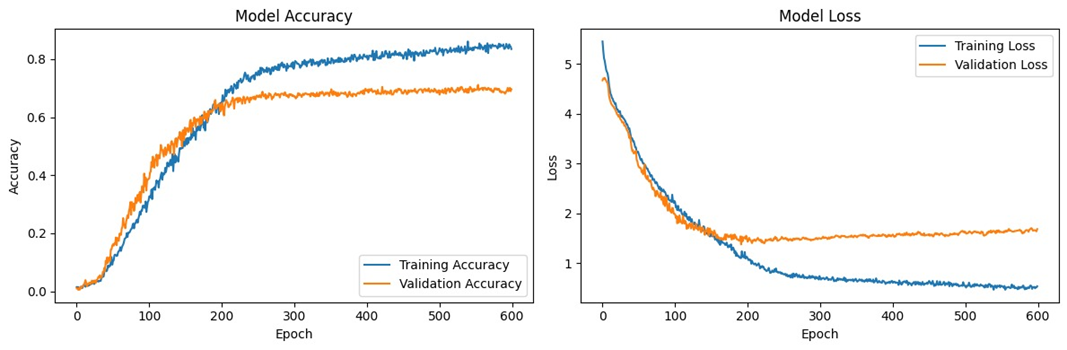 Model Accuracy
Accuracy
0.8
0.6
0.4
0.2
0.0
Training Accuracy
Validation Accuracy
0 100 200 300 400 500 600
Epoch
Model Loss
Loss
5
4
3
2
1
Training Loss
Validation Loss
0 100 200 300 400 500 600
Epoch